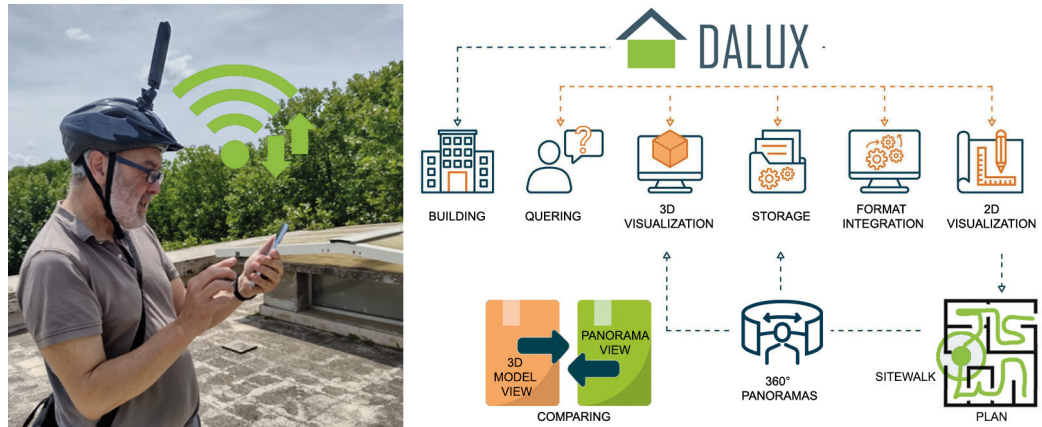 DALUX
BUILDING
QUERING
3D
VISUALIZATION
STORAGE
FORMAT
INTEGRATION
2D
VISUALIZATION
?
3D
MODEL
VIEW
PANORAMA
VIEW
COMPARING
360°
PANORAMAS
SITEWALK
PLAN